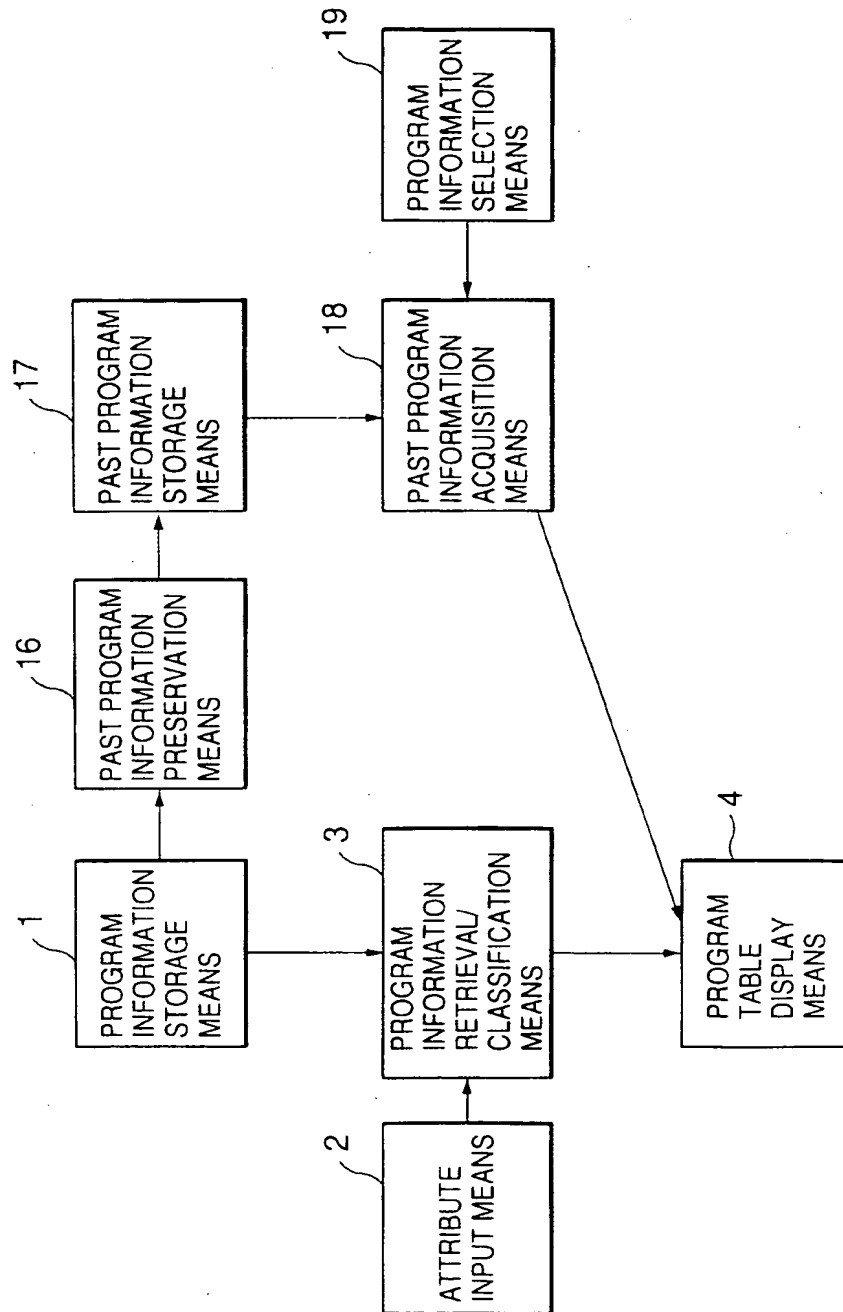 1
PROGRAM
INFORMATION
STORAGE
MEANS
16
PAST PROGRAM
INFORMATION
PRESERVATION
MEANS
17
PAST PROGRAM
INFORMATION
STORAGE
MEANS
2
ATTRIBUTE
INPUT MEANS
3
PROGRAM
INFORMATION
RETRIEVAL/
CLASSIFICATION
MEANS
18
PAST PROGRAM
INFORMATION
ACQUISITION
MEANS
19
PROGRAM
INFORMATION
SELECTION
MEANS
4
PROGRAM
TABLE
DISPLAY
MEANS